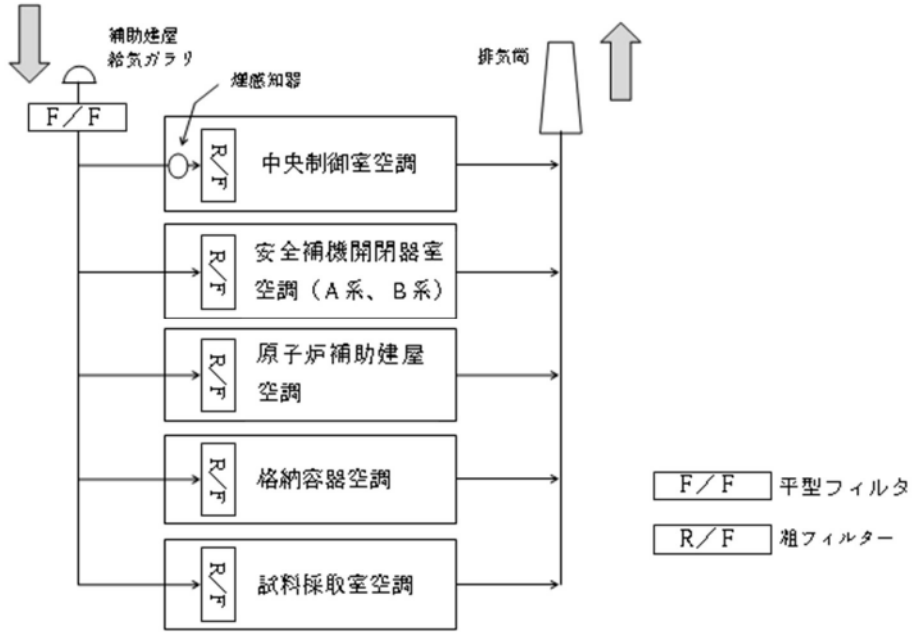 補助建屋
給気ガラリ
煙感知器
排気筒
F/F
R/F
中央制御室空調
R/F
安全補機開閉器室
空調(A系、B系)
R/F
原子炉補助建屋
空調
R/F
格納容器空調
R/F
試料採取室空調
F/F 平型フィルタ
R/F 粗フィルター